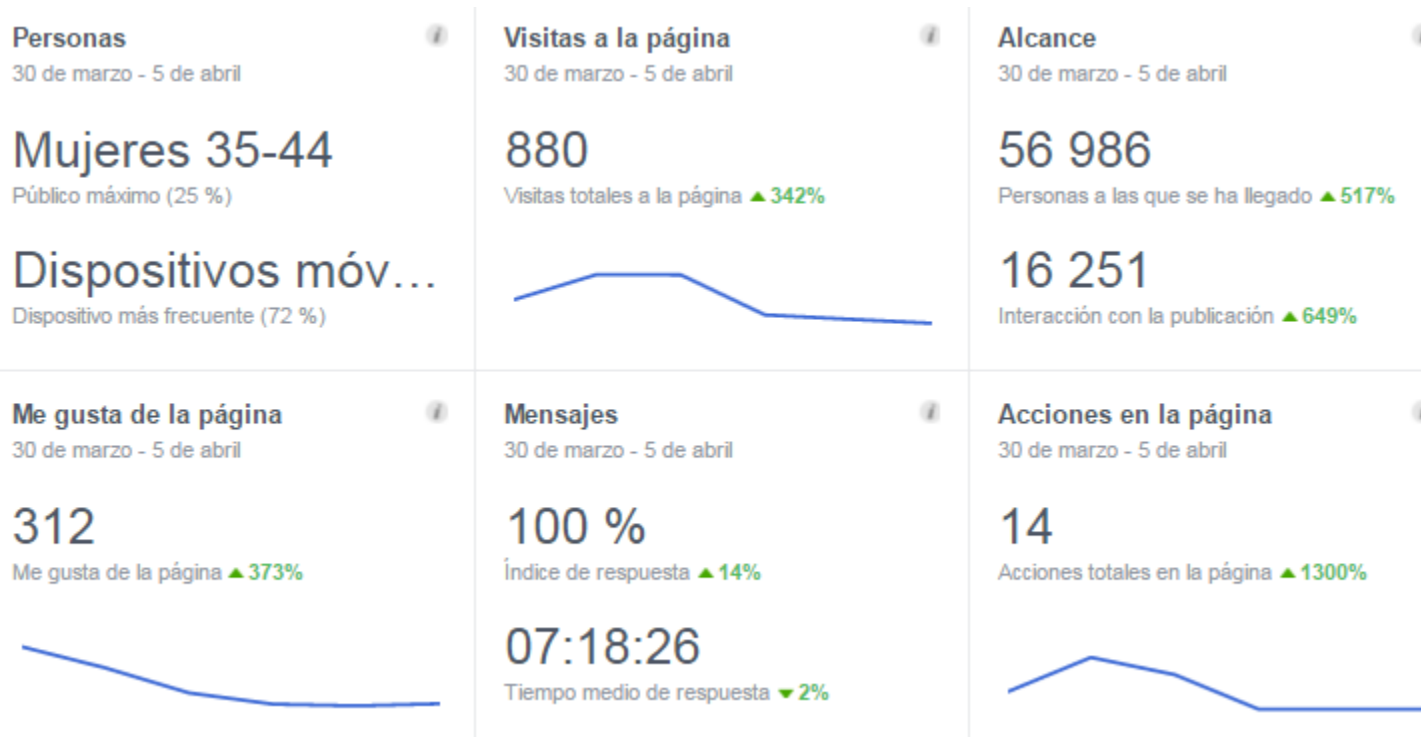 Personas
30 de marzo - 5 de abril
Mujeres 35-44
Público máximo (25 %)
Dispositivos móv...
Dispositivo más frecuente (72 %)
Visitas a la página
30 de marzo - 5 de abril
880
Visitas totales a la página ▲ 342%
Alcance
30 de marzo - 5 de abril
56 986
Personas a las que se ha llegado ▲ 517%
16 251
Interacción con la publicación ▲ 649%
Me gusta de la página
30 de marzo - 5 de abril
312
Me gusta de la página ▲ 373%
Mensajes
30 de marzo - 5 de abril
100 %
Índice de respuesta ▲ 14%
07:18:26
Tiempo medio de respuesta ▼ 2%
Acciones en la página
30 de marzo - 5 de abril
14
Acciones totales en la página ▲ 1300%